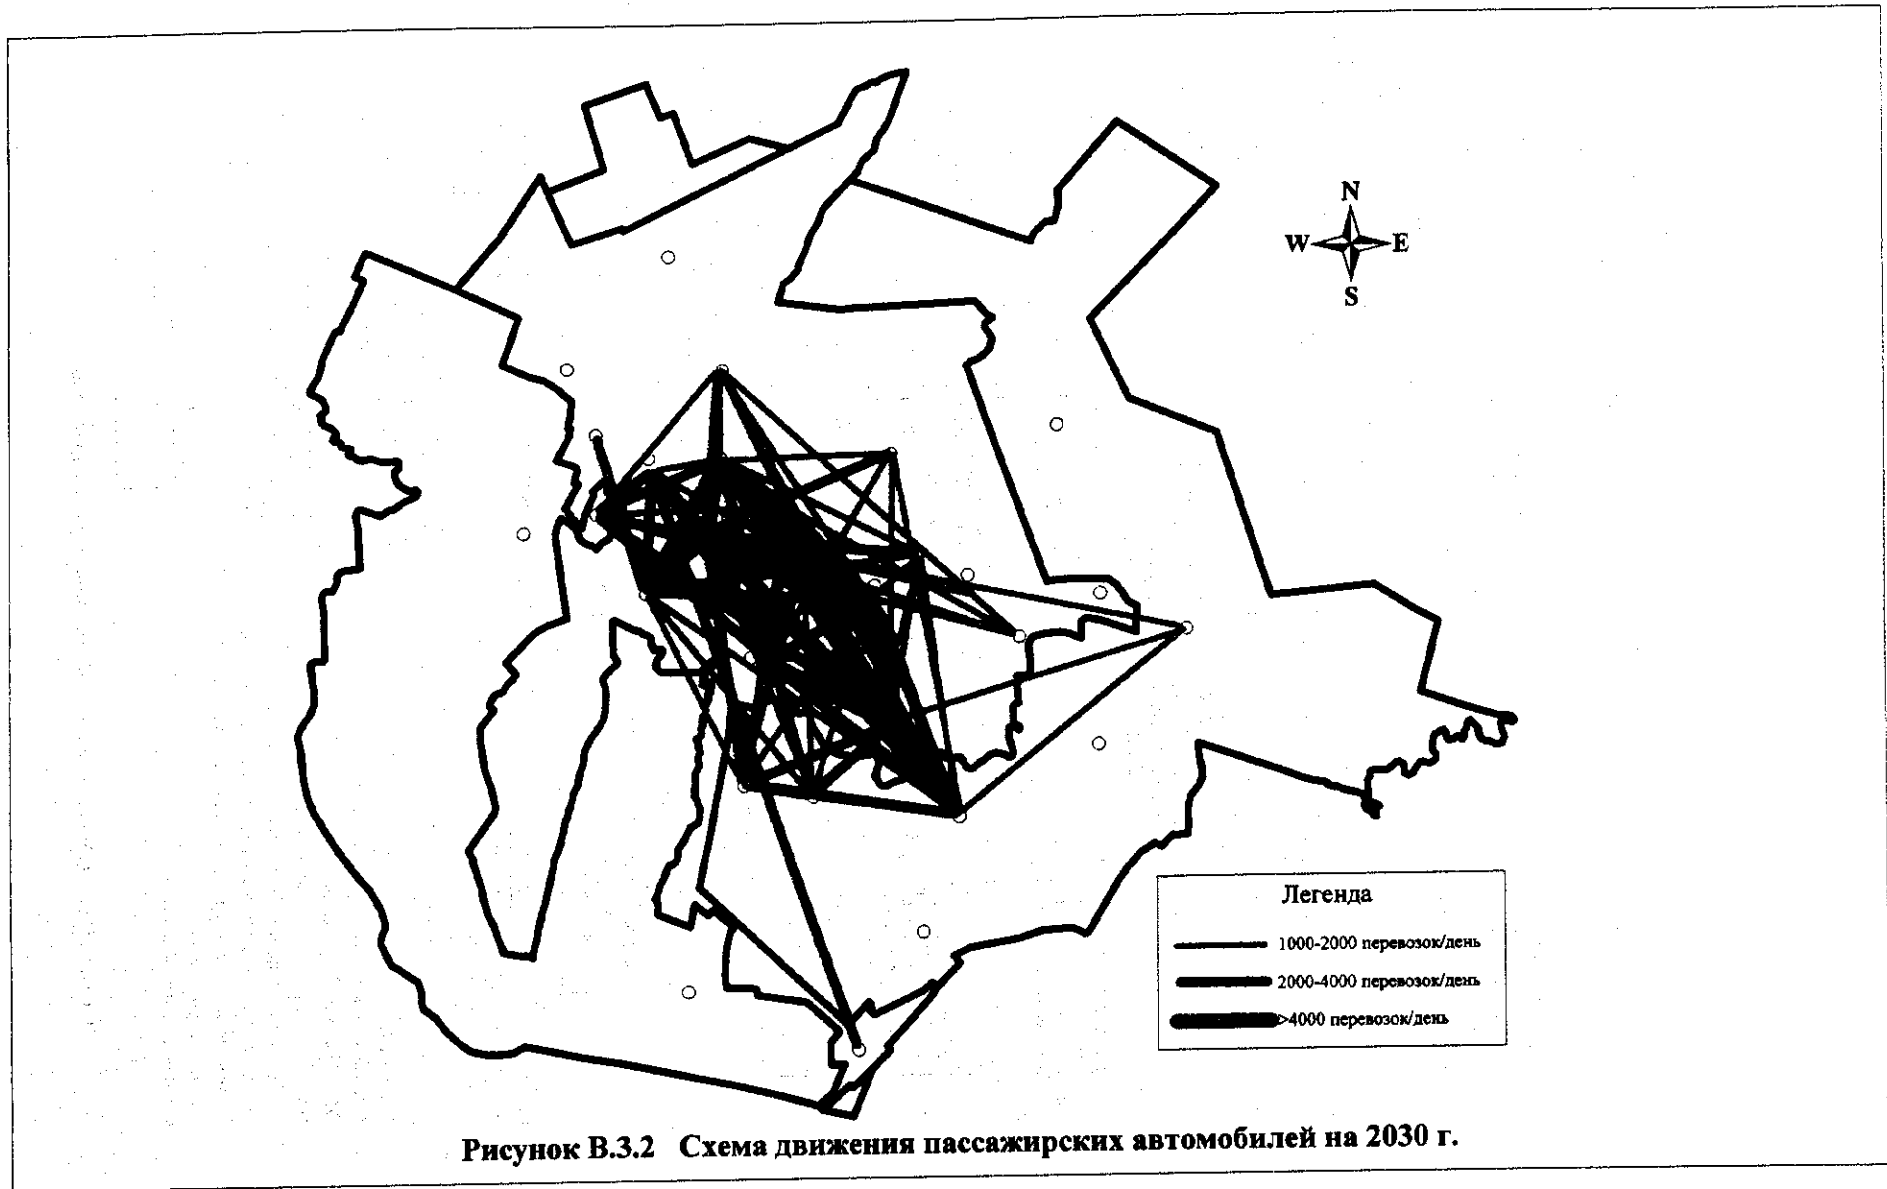 N
W E
S
Легенда
1000-2000 перевозок/день
2000-4000 перевозок/день
>4000 перевозок/день
Рисунок В.3.2 Схема движения пассажирских автомобилей на 2030 г.